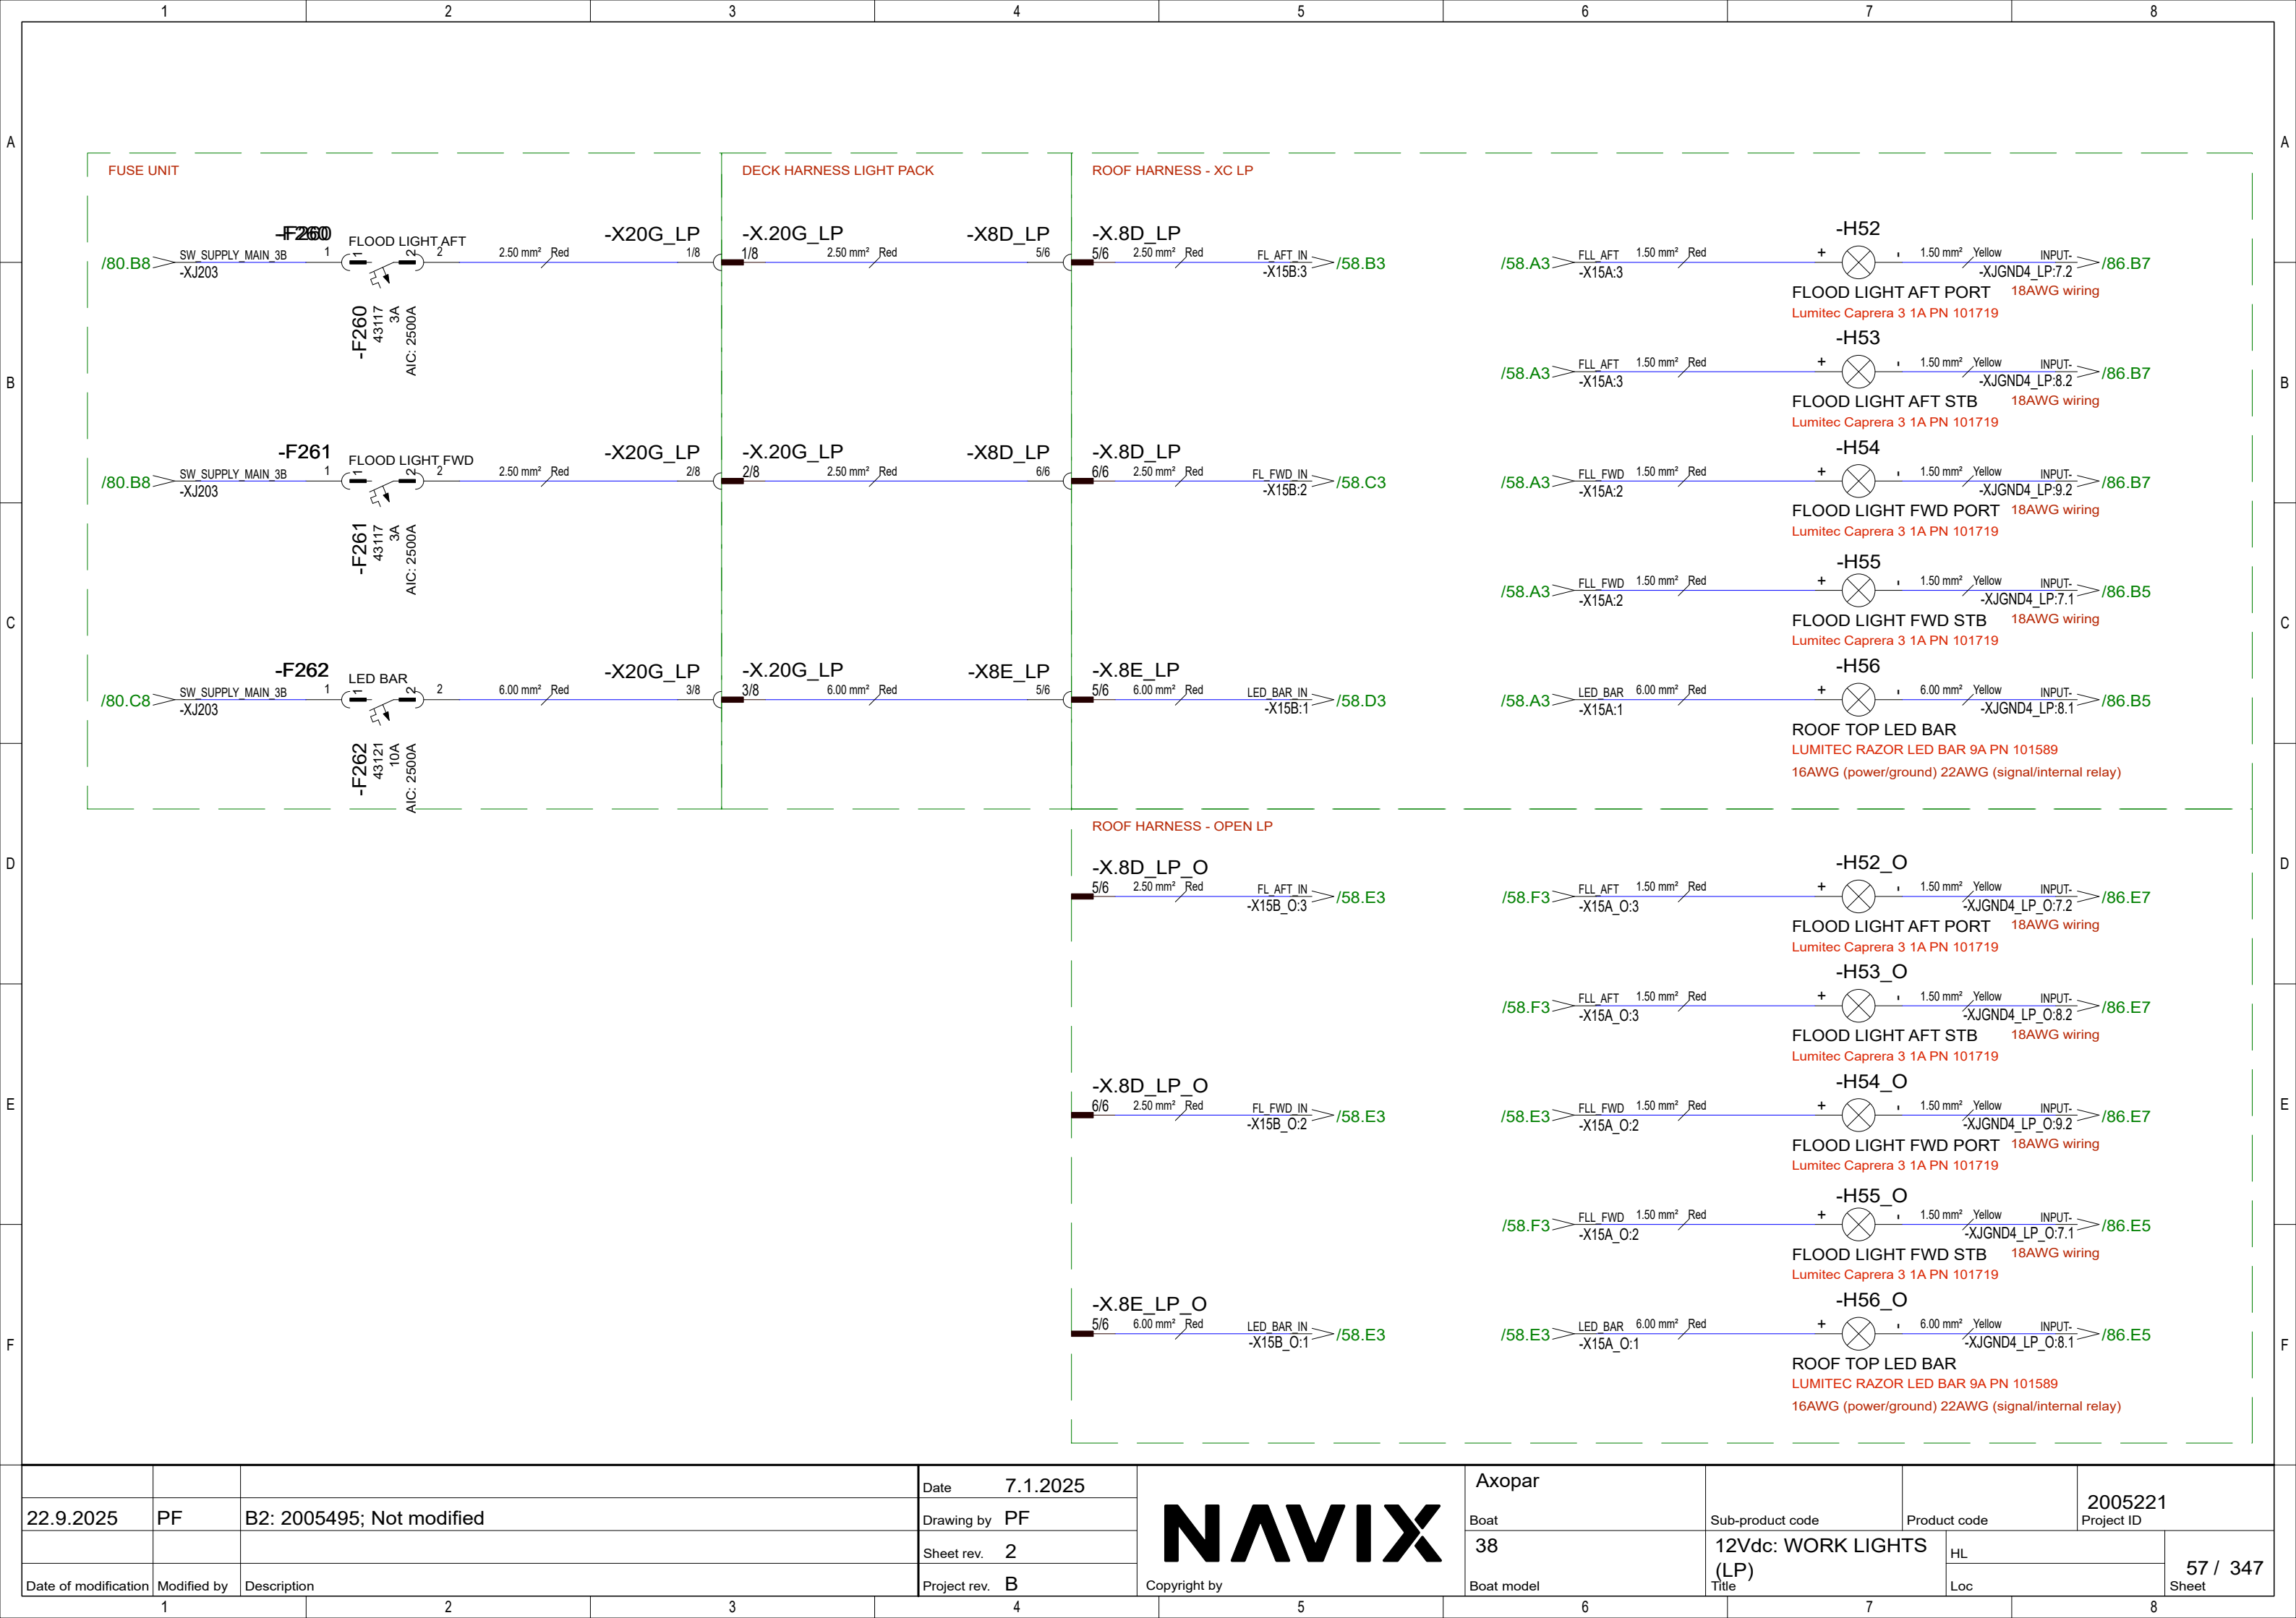 1 2 3 4 5 6 7 8
A A
FUSE UNIT DECK HARNESS LIGHT PACK ROOF HARNESS - XC LP
-F260 FLOOD LIGHT AFT -X20G_LP -X.20G_LP -X8D_LP -X.8D_LP -H52
/80.B8 SW_SUPPLY_MAIN_3B 1 1 2 2 2.50 mm² Red 1/8 1/8 2.50 mm² Red 5/6 5/6 2.50 mm² Red FL_AFT_IN /58.B3 /58.A3 FLL_AFT 1.50 mm² Red + 1.50 mm² Yellow INPUT- /86.B7
-XJ203 -X15B:3 -X15A:3 -XJGND4_LP:7.2
FLOOD LIGHT AFT PORT 18AWG wiring
Lumitec Caprera 3 1A PN 101719
-F260
43117
3A
AIC: 2500A
-H53
B B
/58.A3 FLL_AFT 1.50 mm² Red + 1.50 mm² Yellow INPUT- /86.B7
-X15A:3 -XJGND4_LP:8.2
FLOOD LIGHT AFT STB 18AWG wiring
Lumitec Caprera 3 1A PN 101719
-F261 FLOOD LIGHT FWD -X20G_LP -X.20G_LP -X8D_LP -X.8D_LP -H54
/80.B8 SW_SUPPLY_MAIN_3B 1 1 2 2 2.50 mm² Red 2/8 2/8 2.50 mm² Red 6/6 6/6 2.50 mm² Red FL_FWD_IN /58.C3 /58.A3 FLL_FWD 1.50 mm² Red + 1.50 mm² Yellow INPUT- /86.B7
-XJ203 -X15B:2 -X15A:2 -XJGND4_LP:9.2
FLOOD LIGHT FWD PORT 18AWG wiring
Lumitec Caprera 3 1A PN 101719
-F261
43117
3A
AIC: 2500A
-H55
/58.A3 FLL_FWD 1.50 mm² Red + 1.50 mm² Yellow INPUT- /86.B5
-X15A:2 -XJGND4_LP:7.1
C C
FLOOD LIGHT FWD STB 18AWG wiring
Lumitec Caprera 3 1A PN 101719
-F262 LED BAR -X20G_LP -X.20G_LP -X8E_LP -X.8E_LP -H56
/80.C8 SW_SUPPLY_MAIN_3B 1 1 2 2 6.00 mm² Red 3/8 3/8 6.00 mm² Red 5/6 5/6 6.00 mm² Red LED_BAR_IN /58.D3 /58.A3 LED_BAR 6.00 mm² Red + 6.00 mm² Yellow INPUT- /86.B5
-XJ203 -X15B:1 -X15A:1 -XJGND4_LP:8.1
ROOF TOP LED BAR
LUMITEC RAZOR LED BAR 9A PN 101589
16AWG (power/ground) 22AWG (signal/internal relay)
-F262
43121
10A
AIC: 2500A
ROOF HARNESS - OPEN LP
D D
-X.8D_LP_O -H52_O
5/6 2.50 mm² Red FL_AFT_IN /58.E3 /58.F3 FLL_AFT 1.50 mm² Red + 1.50 mm² Yellow INPUT- /86.E7
-X15B_O:3 -X15A_O:3 -XJGND4_LP_O:7.2
FLOOD LIGHT AFT PORT 18AWG wiring
Lumitec Caprera 3 1A PN 101719
-H53_O
/58.F3 FLL_AFT 1.50 mm² Red + 1.50 mm² Yellow INPUT- /86.E7
-X15A_O:3 -XJGND4_LP_O:8.2
FLOOD LIGHT AFT STB 18AWG wiring
Lumitec Caprera 3 1A PN 101719
-X.8D_LP_O -H54_O
E E
6/6 2.50 mm² Red FL_FWD_IN /58.E3 /58.E3 FLL_FWD 1.50 mm² Red + 1.50 mm² Yellow INPUT- /86.E7
-X15B_O:2 -X15A_O:2 -XJGND4_LP_O:9.2
FLOOD LIGHT FWD PORT 18AWG wiring
Lumitec Caprera 3 1A PN 101719
-H55_O
/58.F3 FLL_FWD 1.50 mm² Red + 1.50 mm² Yellow INPUT- /86.E5
-X15A_O:2 -XJGND4_LP_O:7.1
FLOOD LIGHT FWD STB 18AWG wiring
Lumitec Caprera 3 1A PN 101719
-X.8E_LP_O -H56_O
5/6 6.00 mm² Red LED_BAR_IN /58.E3 /58.E3 LED_BAR 6.00 mm² Red + 6.00 mm² Yellow INPUT- /86.E5
-X15B_O:1 -X15A_O:1 -XJGND4_LP_O:8.1
F F
ROOF TOP LED BAR
LUMITEC RAZOR LED BAR 9A PN 101589
16AWG (power/ground) 22AWG (signal/internal relay)
Date 7.1.2025 Axopar
22.9.2025 PF B2: 2005495; Not modified Drawing by PF NAVIX Boat Sub-product code Product code 2005221 Project ID
Sheet rev. 2 38 12Vdc: WORK LIGHTS (LP) HL
Date of modification Modified by Description Project rev. B Copyright by Boat model Title Loc 57 / 347 Sheet
1 2 3 4 5 6 7 8